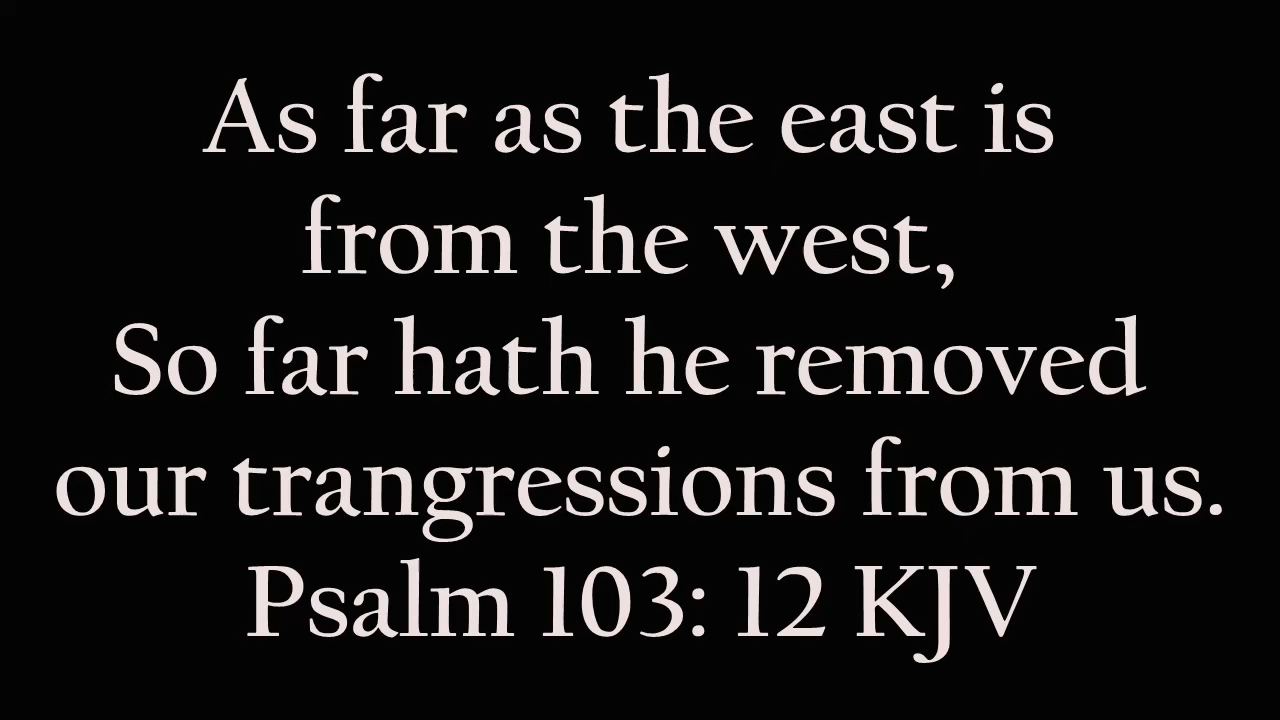 As far as the east is
from the west,
So far hath he removed
our trangressions from us.
Psalm 103: 12 KJV